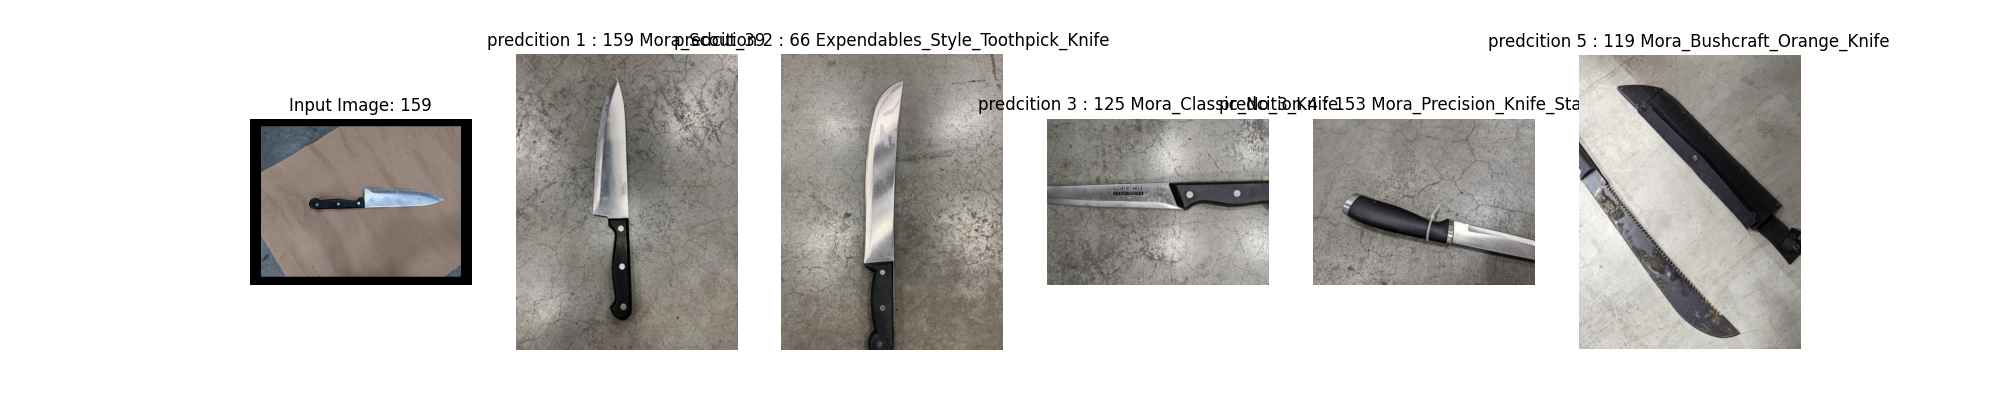 predcition 1 : 159 Mora_Scout_39
predcition 2 : 66 Expendables_Style_Toothpick_Knife
predcition 5 : 119 Mora_Bushcraft_Orange_Knife
Input Image: 159
predcition 3 : 125 Mora_Classic_No_3_Knife
predcition 4 : 153 Mora_Precision_Knife_Sta